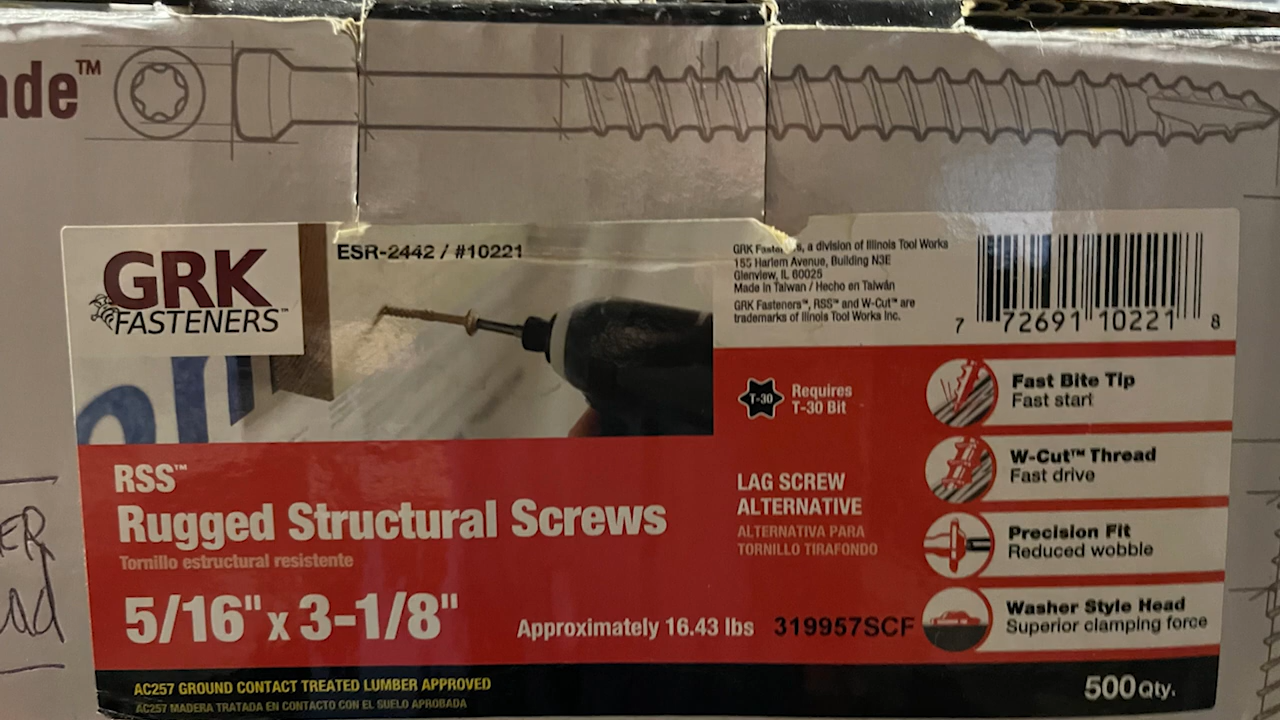 ade™
GRK
FASTENERS™
ESR-2442 / #10221
GRK Fasteners, a division of Illinois Tool Works
155 Harlem Avenue, Building N3E
Glenview, IL 60025
Made in Taiwan / Hecho en Taiwán
GRK Fasteners™, RSS™ and W-Cut™ are
trademarks of Illinois Tool Works Inc.
7 72691 10221 8
T-30
Requires
T-30 Bit
Fast Bite Tip
Fast start
W-Cut™ Thread
Fast drive
Precision Fit
Reduced wobble
Washer Style Head
Superior clamping force
RSS™
Rugged Structural Screws
Tornillo estructural resistente
LAG SCREW
ALTERNATIVE
ALTERNATIVA PARA
TORNILLO TIRAFONDO
5/16" x 3-1/8"
Approximately 16.43 lbs
319957SCF
AC257 GROUND CONTACT TREATED LUMBER APPROVED
AC257 MADERA TRATADA EN CONTACTO CON EL SUELO APROBADA
500 Qty.